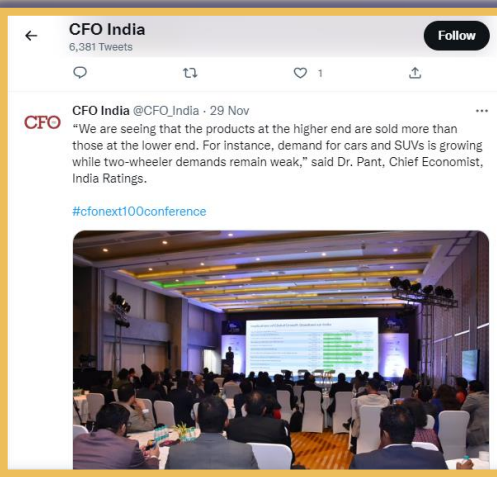 CFO India
6,381 Tweets
Follow
1
CFO India @CFO_India · 29 Nov
CFO
“We are seeing that the products at the higher end are sold more than
those at the lower end. For instance, demand for cars and SUVs is growing
while two-wheeler demands remain weak,” said Dr. Pant, Chief Economist,
India Ratings.
#cfonext100conference